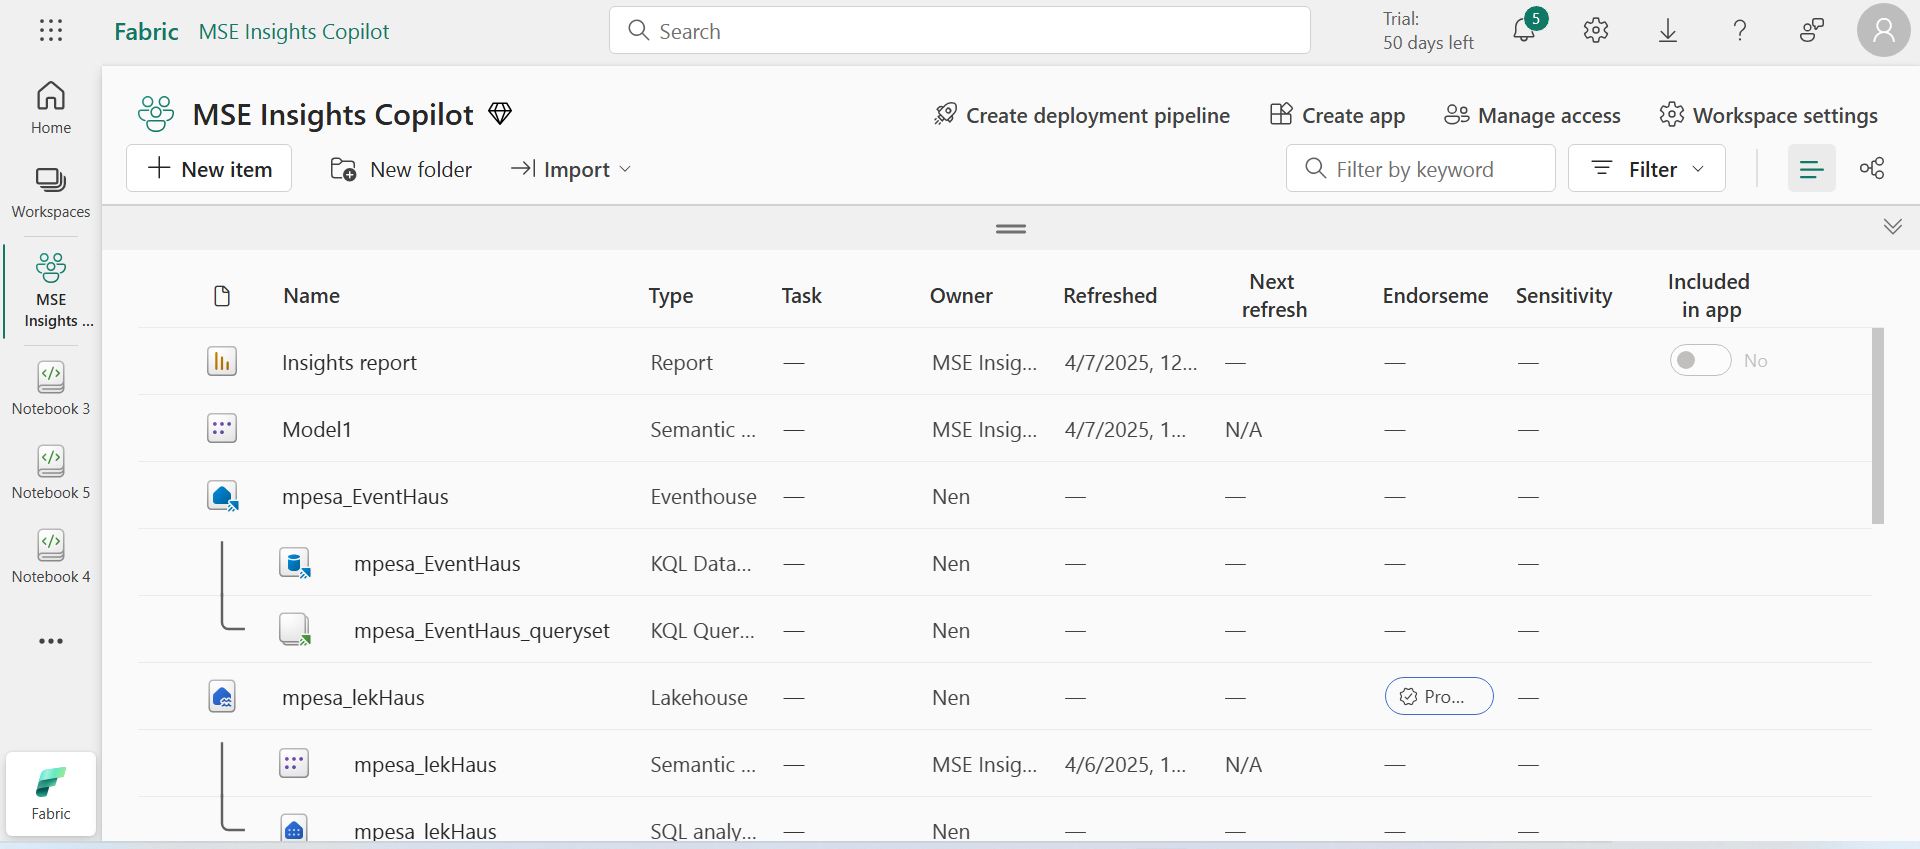 Fabric MSE Insights Copilot
Search
Trial:
50 days left
5
Home
Workspaces
MSE
Insights ...
Notebook 3
Notebook 5
Notebook 4
Fabric
MSE Insights Copilot
Create deployment pipeline
Create app
Manage access
Workspace settings
New item
New folder
Import
Filter by keyword
Filter
Name Type Task Owner Refreshed Next refresh Endorseme Sensitivity Included in app
Insights report Report — MSE Insig... 4/7/2025, 12... — — — No
Model1 Semantic ... — MSE Insig... 4/7/2025, 1... N/A — —
mpesa_EventHaus Eventhouse — Nen — — — —
mpesa_EventHaus KQL Data... — Nen — — — —
mpesa_EventHaus_queryset KQL Quer... — Nen — — — —
mpesa_lekHaus Lakehouse — Nen — — Pro... —
mpesa_lekHaus Semantic ... — MSE Insig... 4/6/2025, 1... N/A — —
mpesa_lekHaus SQL analy... — Nen — — — —